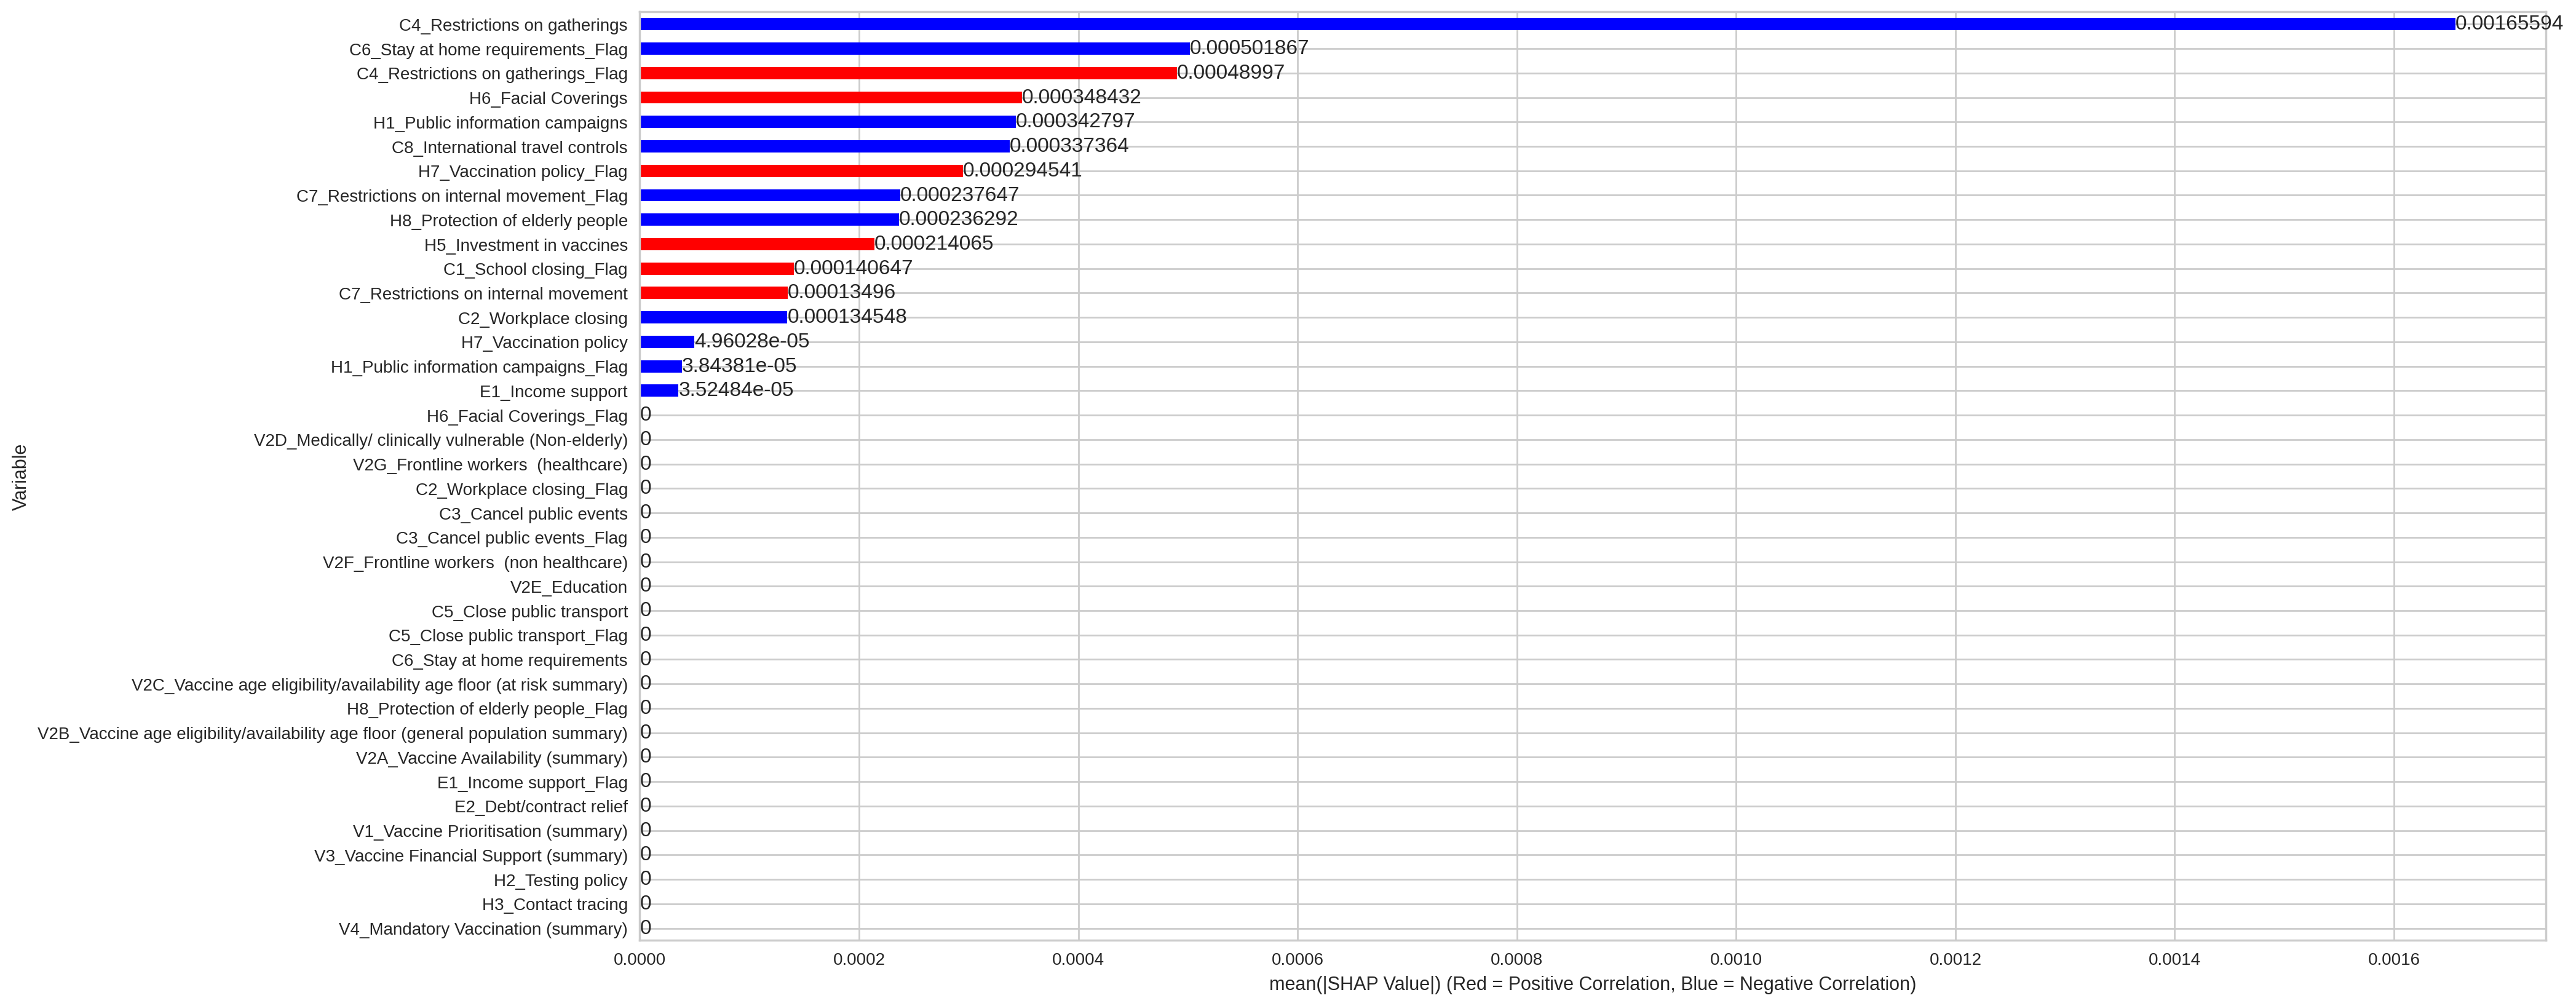 C4_Restrictions on gatherings 0.00165594
C6_Stay at home requirements_Flag 0.000501867
C4_Restrictions on gatherings_Flag 0.00048997
H6_Facial Coverings 0.000348432
H1_Public information campaigns 0.000342797
C8_International travel controls 0.000337364
H7_Vaccination policy_Flag 0.000294541
C7_Restrictions on internal movement_Flag 0.000237647
H8_Protection of elderly people 0.000236292
H5_Investment in vaccines 0.000214065
C1_School closing_Flag 0.000140647
C7_Restrictions on internal movement 0.00013496
C2_Workplace closing 0.000134548
H7_Vaccination policy 4.96028e-05
H1_Public information campaigns_Flag 3.84381e-05
E1_Income support 3.52484e-05
H6_Facial Coverings_Flag 0
V2D_Medically/ clinically vulnerable (Non-elderly) 0
V2G_Frontline workers  (healthcare) 0
C2_Workplace closing_Flag 0
C3_Cancel public events 0
C3_Cancel public events_Flag 0
V2F_Frontline workers  (non healthcare) 0
V2E_Education 0
C5_Close public transport 0
C5_Close public transport_Flag 0
C6_Stay at home requirements 0
V2C_Vaccine age eligibility/availability age floor (at risk summary) 0
H8_Protection of elderly people_Flag 0
V2B_Vaccine age eligibility/availability age floor (general population summary) 0
V2A_Vaccine Availability (summary) 0
E1_Income support_Flag 0
E2_Debt/contract relief 0
V1_Vaccine Prioritisation (summary) 0
V3_Vaccine Financial Support (summary) 0
H2_Testing policy 0
H3_Contact tracing 0
V4_Mandatory Vaccination (summary) 0
Variable
0.0000 0.0002 0.0004 0.0006 0.0008 0.0010 0.0012 0.0014 0.0016
mean(|SHAP Value|) (Red = Positive Correlation, Blue = Negative Correlation)